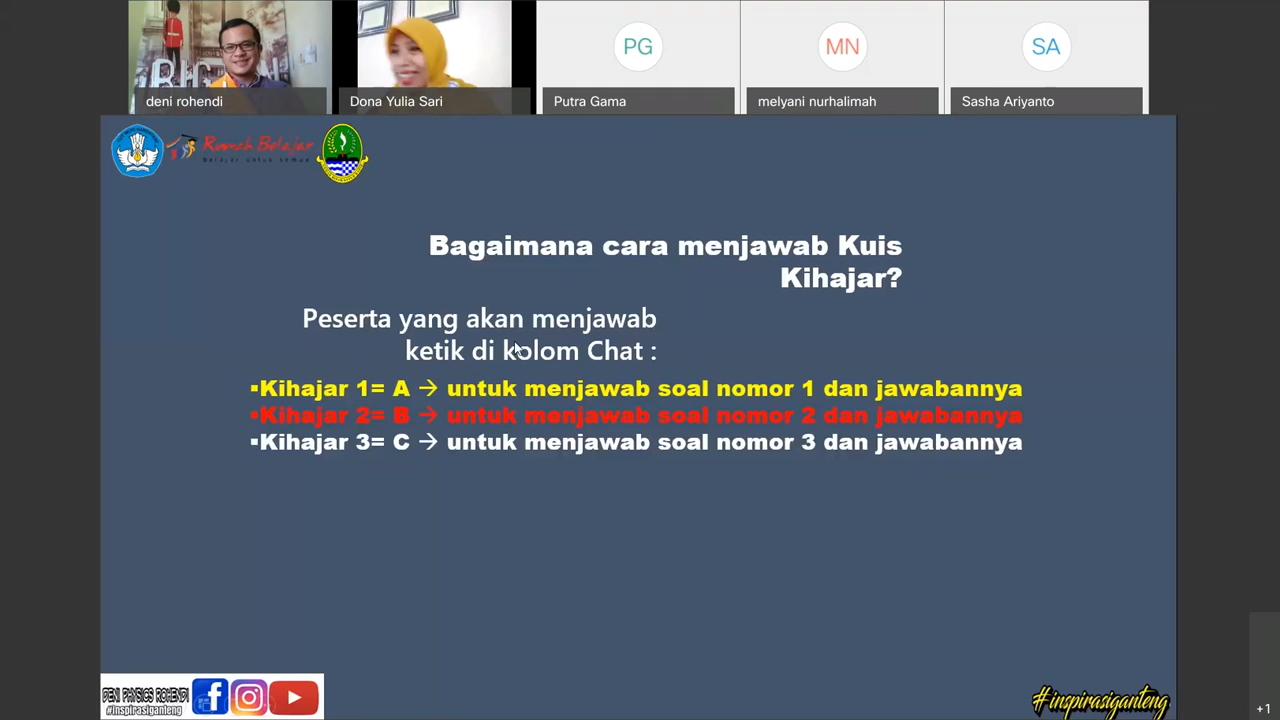 PG
MN
SA
deni rohendi
Dona Yulia Sari
Putra Gama
melyani nurhalimah
Sasha Ariyanto
Rumah Belajar
Belajar untuk semua
Bagaimana cara menjawab Kuis
Kihajar?
Peserta yang akan menjawab
ketik di kolom Chat :
▪Kihajar 1= A → untuk menjawab soal nomor 1 dan jawabannya
▪Kihajar 2= B → untuk menjawab soal nomor 2 dan jawabannya
▪Kihajar 3= C → untuk menjawab soal nomor 3 dan jawabannya
DENI PHYSICS ROHENDI
#inspirasiganteng
#inspirasiganteng
+1